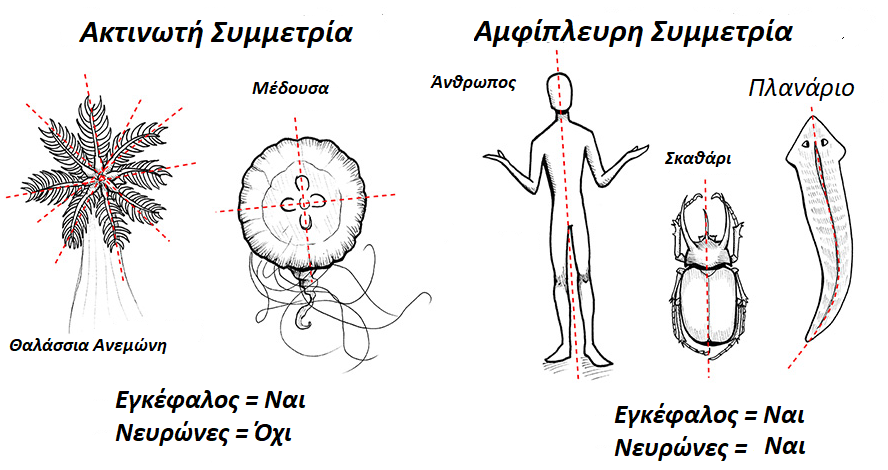 Ακτινωτή Συμμετρία
Μέδουσα
Θαλάσσια Ανεμώνη
Εγκέφαλος = Ναι
Νευρώνες = Όχι
Αμφίπλευρη Συμμετρία
Άνθρωπος
Σκαθάρι
Πλανάριο
Εγκέφαλος = Ναι
Νευρώνες = Ναι